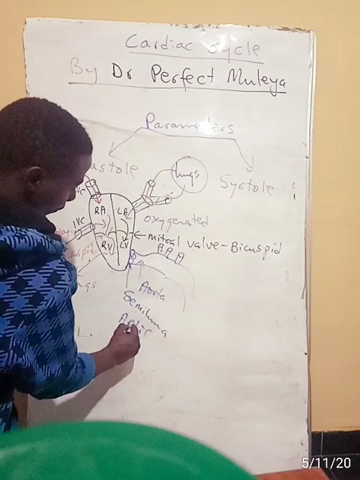 Cardiac Cycle
By Dr Perfect Muleya
Parameters
Systole
lungs
RA LA
IVC
oxygenated
mitral valve-Bicuspid
RV LV
Aorta
Semiluna
L.
5/11/20